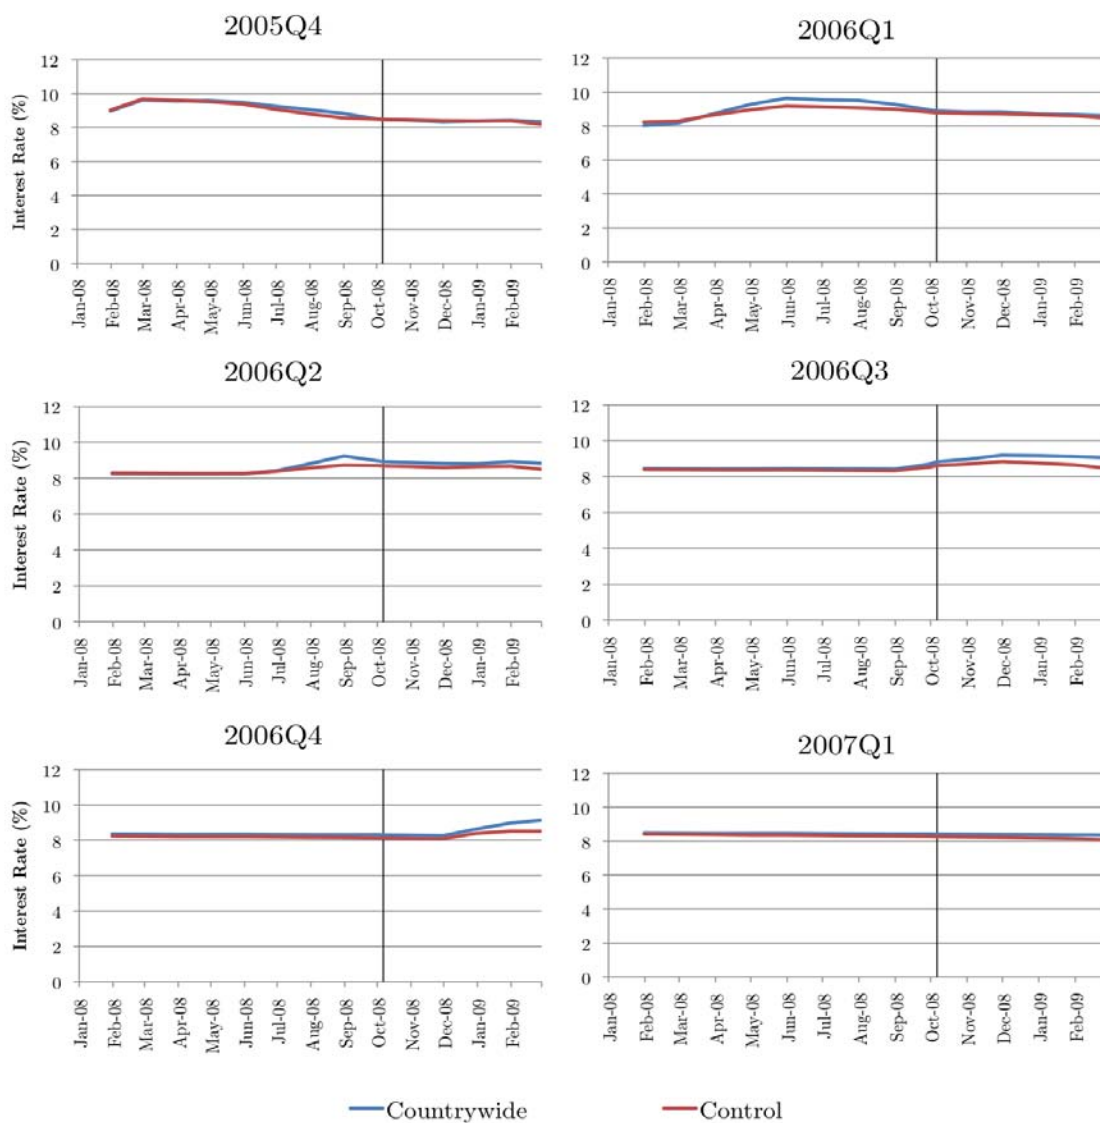 2005Q4
Interest Rate (%)
12
10
8
6
4
2
0
Jan-08
Feb-08
Mar-08
Apr-08
May-08
Jun-08
Jul-08
Aug-08
Sep-08
Oct-08
Nov-08
Dec-08
Jan-09
Feb-09
2006Q1
12
10
8
6
4
2
0
Jan-08
Feb-08
Mar-08
Apr-08
May-08
Jun-08
Jul-08
Aug-08
Sep-08
Oct-08
Nov-08
Dec-08
Jan-09
Feb-09
2006Q2
Interest Rate (%)
12
10
8
6
4
2
0
Jan-08
Feb-08
Mar-08
Apr-08
May-08
Jun-08
Jul-08
Aug-08
Sep-08
Oct-08
Nov-08
Dec-08
Jan-09
Feb-09
2006Q3
12
10
8
6
4
2
0
Jan-08
Feb-08
Mar-08
Apr-08
May-08
Jun-08
Jul-08
Aug-08
Sep-08
Oct-08
Nov-08
Dec-08
Jan-09
Feb-09
2006Q4
Interest Rate (%)
12
10
8
6
4
2
0
Jan-08
Feb-08
Mar-08
Apr-08
May-08
Jun-08
Jul-08
Aug-08
Sep-08
Oct-08
Nov-08
Dec-08
Jan-09
Feb-09
2007Q1
12
10
8
6
4
2
0
Jan-08
Feb-08
Mar-08
Apr-08
May-08
Jun-08
Jul-08
Aug-08
Sep-08
Oct-08
Nov-08
Dec-08
Jan-09
Feb-09
Countrywide
Control